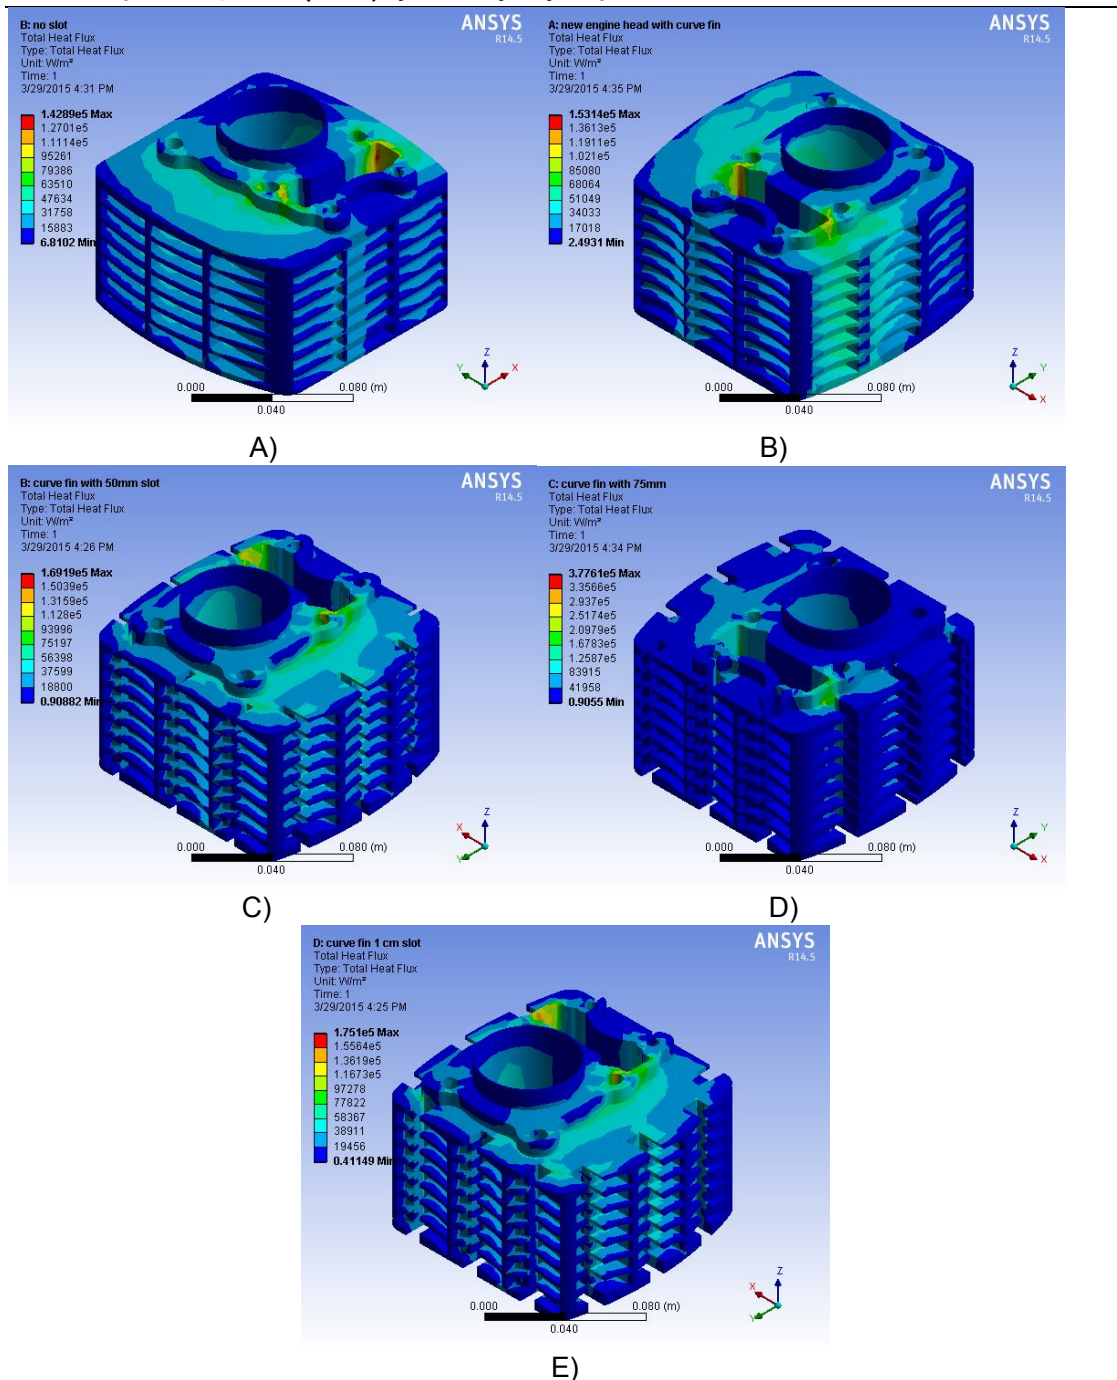 B: no slot
Total Heat Flux
Type: Total Heat Flux
Unit: W/m²
Time: 1
3/29/2015 4:31 PM
1.4289e5 Max
1.2701e5
1.1114e5
95261
79386
63510
47634
31758
15883
6.8102 Min
ANSYS
R14.5
Z
Y
X
0.000
0.080 (m)
0.040
A)
A: new engine head with curve fin
Total Heat Flux
Type: Total Heat Flux
Unit: W/m²
Time: 1
3/29/2015 4:35 PM
1.5314e5 Max
1.3613e5
1.1911e5
1.021e5
85080
68064
51049
34033
17018
2.4931 Min
ANSYS
R14.5
Z
Y
X
0.000
0.080 (m)
0.040
B)
B: curve fin with 50mm slot
Total Heat Flux
Type: Total Heat Flux
Unit: W/m²
Time: 1
3/29/2015 4:26 PM
1.6919e5 Max
1.5039e5
1.3159e5
1.128e5
93996
75197
56398
37599
18800
0.90882 Min
ANSYS
R14.5
Z
X
Y
0.000
0.080 (m)
0.040
C)
C: curve fin with 75mm
Total Heat Flux
Type: Total Heat Flux
Unit: W/m²
Time: 1
3/29/2015 4:34 PM
3.7761e5 Max
3.3566e5
2.937e5
2.5174e5
2.0979e5
1.6783e5
1.2587e5
83915
41958
0.9055 Min
ANSYS
R14.5
Z
Y
X
0.000
0.080 (m)
0.040
D)
D: curve fin 1 cm slot
Total Heat Flux
Type: Total Heat Flux
Unit: W/m²
Time: 1
3/29/2015 4:25 PM
1.751e5 Max
1.5564e5
1.3619e5
1.1673e5
97278
77822
58367
38911
19456
0.41149 Min
ANSYS
R14.5
Z
X
Y
0.000
0.080 (m)
0.040
E)